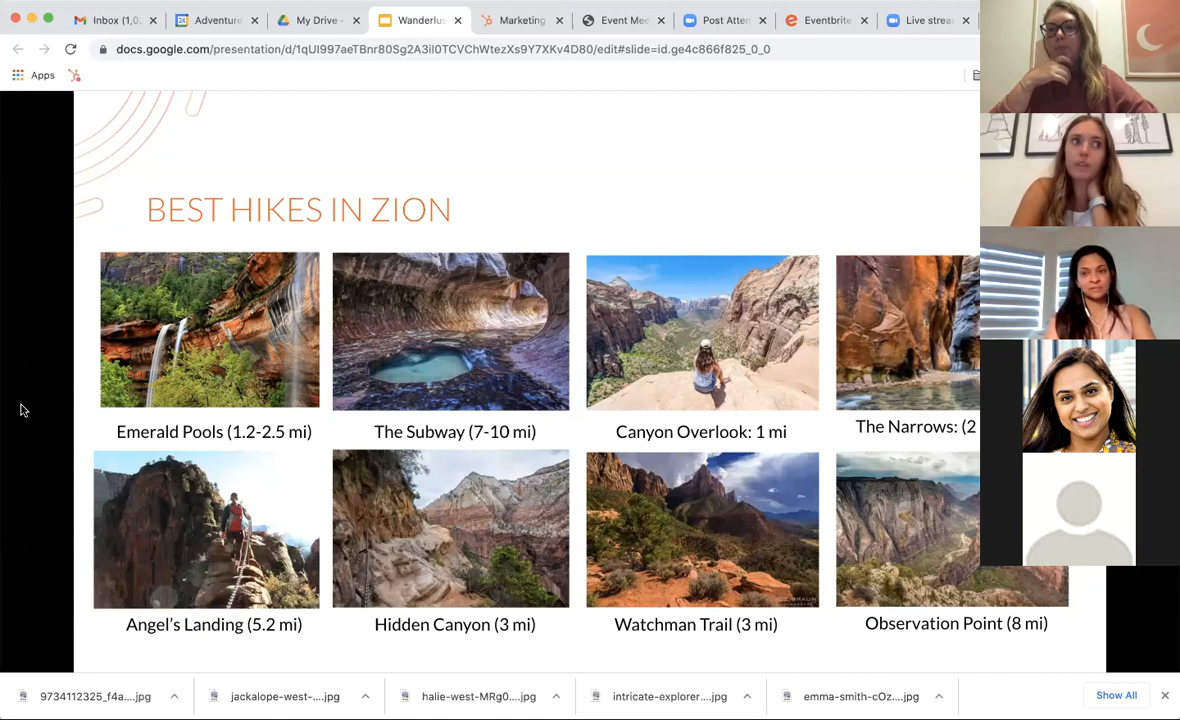 Inbox (1,0
Adventure
My Drive -
Wanderlus
Marketing
Event Mee
Post Atten
Eventbrite
Live strea
docs.google.com/presentation/d/1qUI997aeTBnr80Sg2A3il0TCVChWtezXs9Y7XKv4D80/edit#slide=id.ge4c866f825_0_0
Apps
BEST HIKES IN ZION
Emerald Pools (1.2-2.5 mi)
The Subway (7-10 mi)
Canyon Overlook: 1 mi
The Narrows: (2
Angel's Landing (5.2 mi)
Hidden Canyon (3 mi)
Watchman Trail (3 mi)
Observation Point (8 mi)
9734112325_f4a....jpg
jackalope-west-....jpg
halie-west-MRg0....jpg
intricate-explorer....jpg
emma-smith-cOz....jpg
Show All